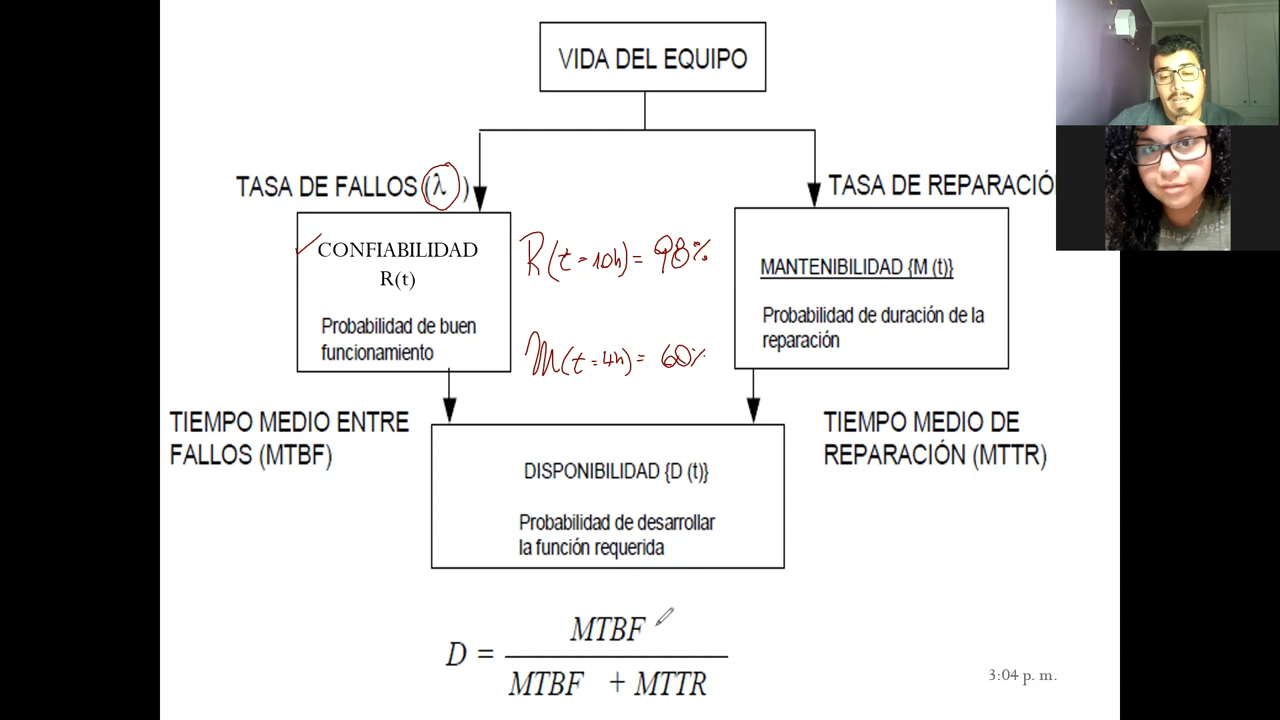 VIDA DEL EQUIPO
TASA DE FALLOS (λ )
TASA DE REPARACIÓ
CONFIABILIDAD
R(t)
Probabilidad de buen
funcionamiento
R(t=10h)=98%
M(t=4h)=60%
MANTENIBILIDAD {M (t)}
Probabilidad de duración de la
reparación
TIEMPO MEDIO ENTRE
FALLOS (MTBF)
TIEMPO MEDIO DE
REPARACIÓN (MTTR)
DISPONIBILIDAD {D (t)}
Probabilidad de desarrollar
la función requerida
MTBF
D =
MTBF + MTTR
3:04 p. m.